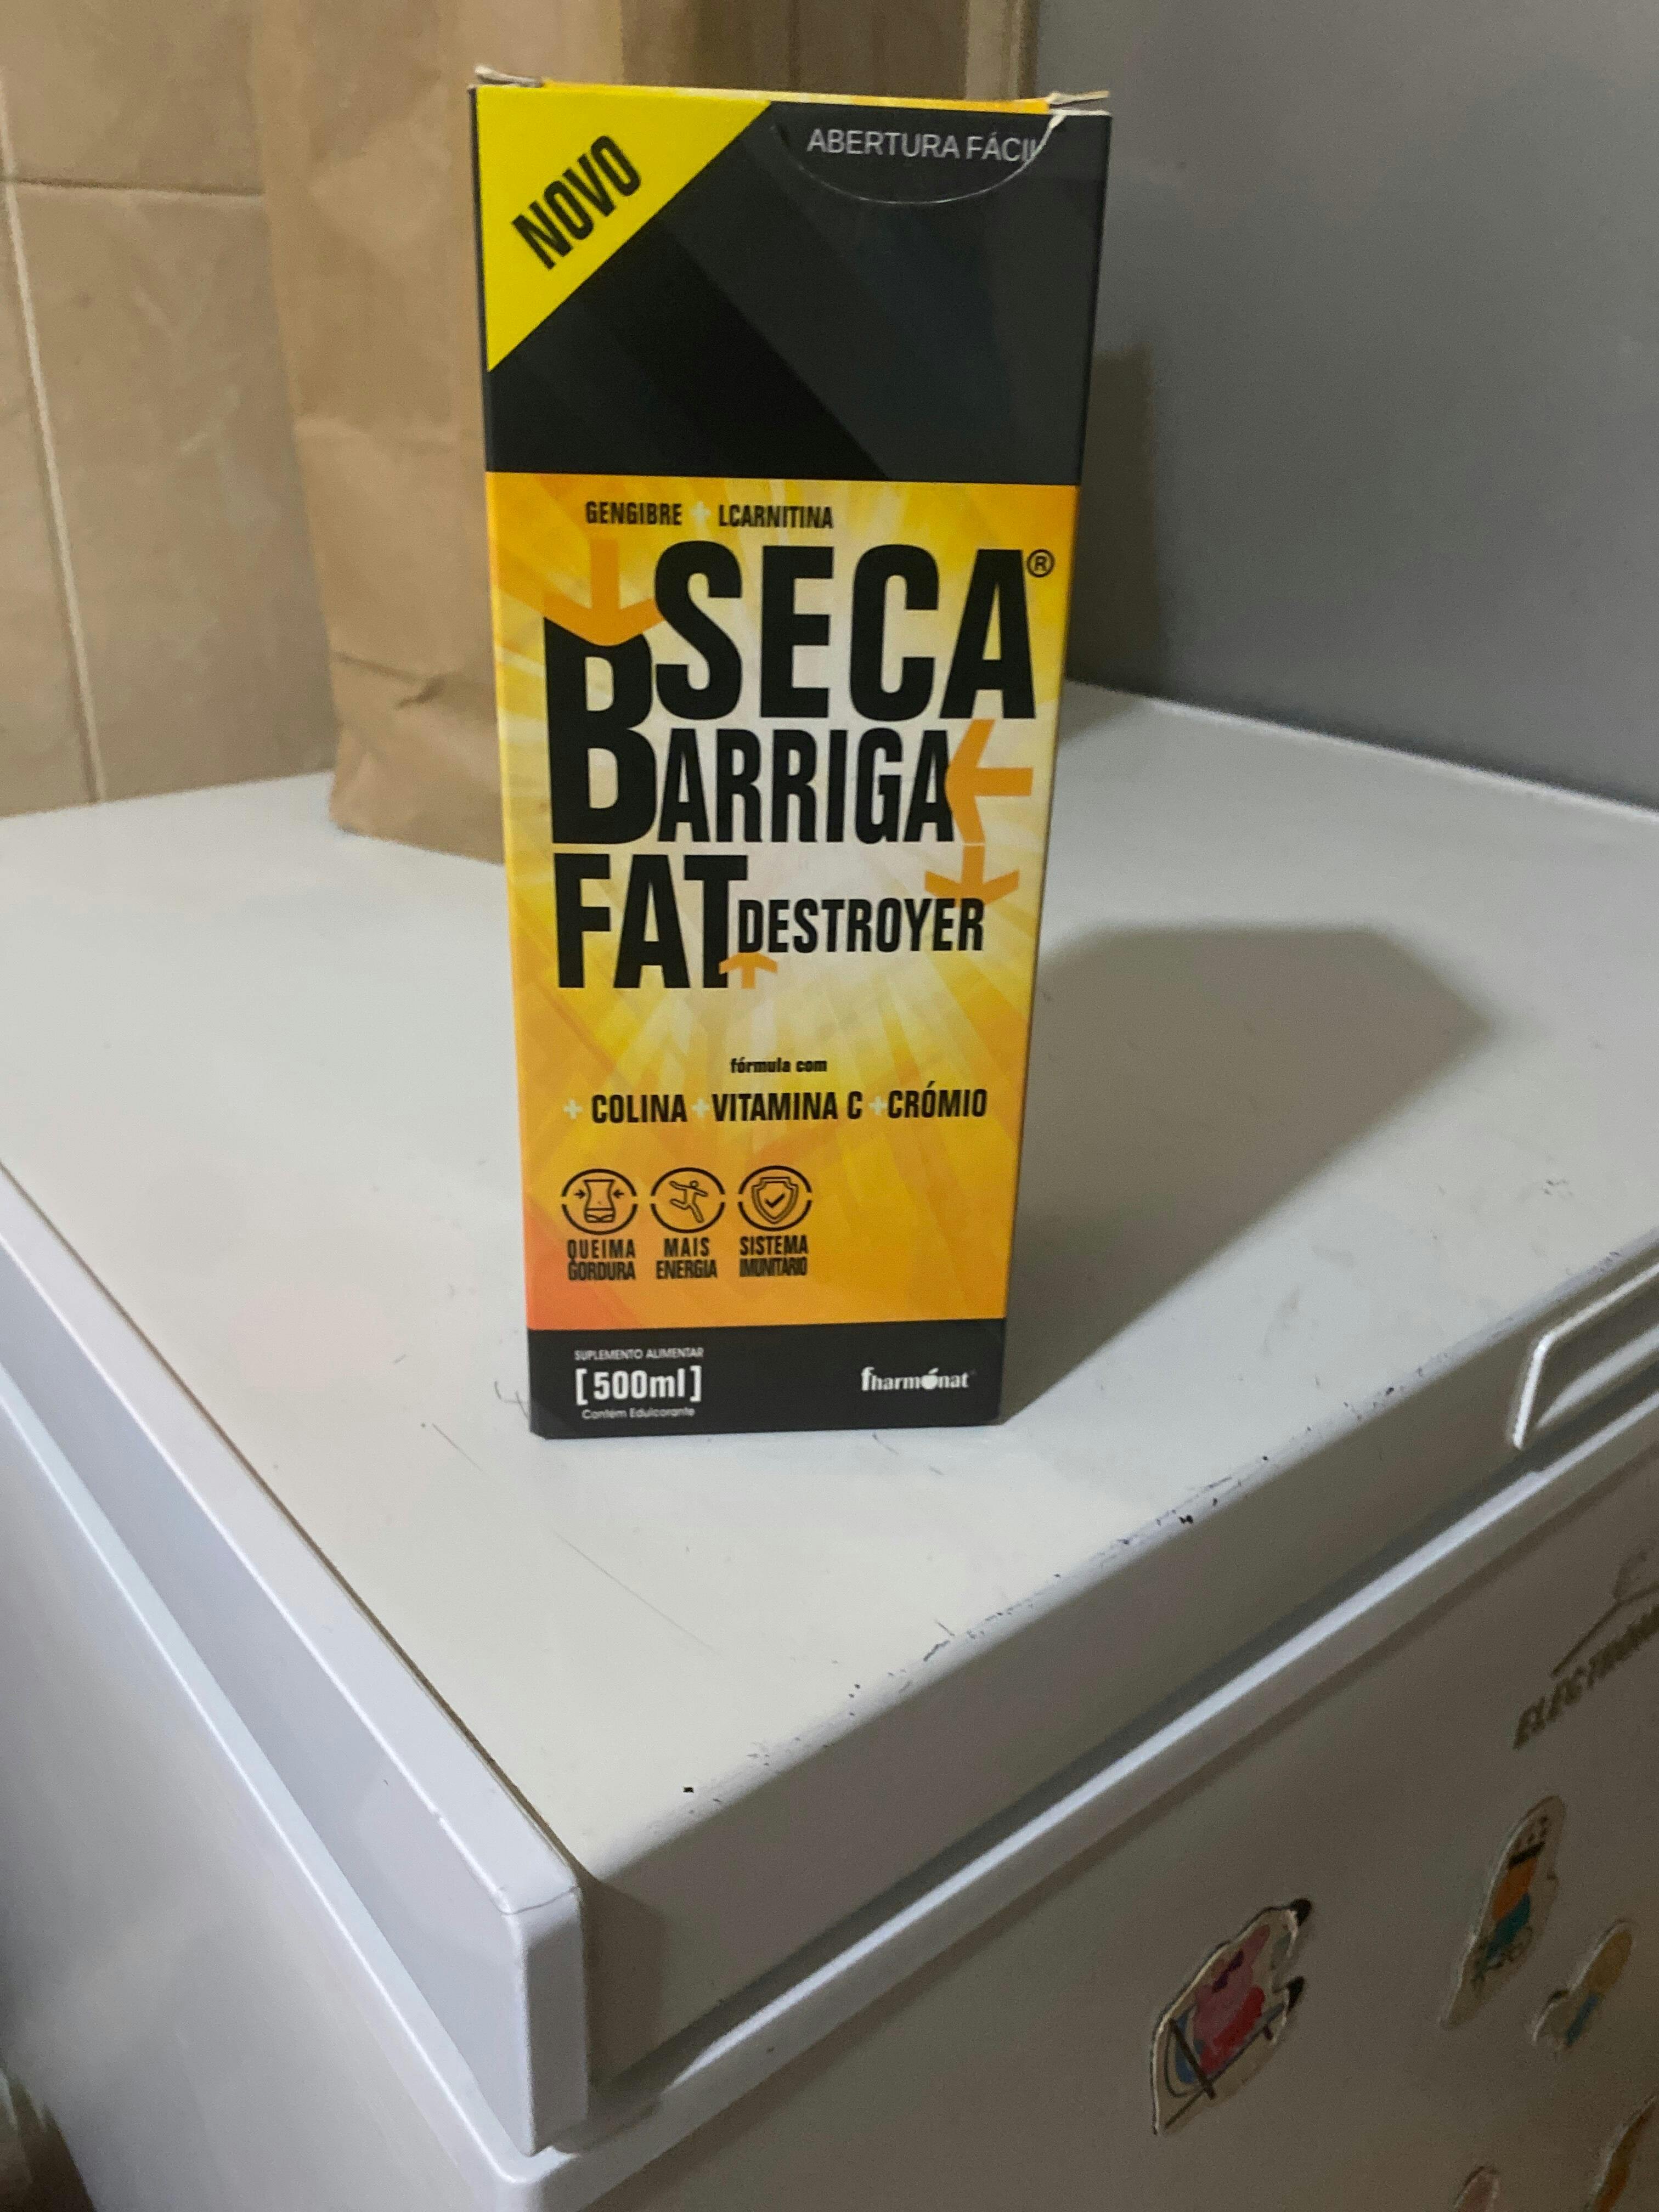 NOVO
ABERTURA FÁCIL
GENGIBRE + LCARNITINA
SECA®
BARRIGA
FAT DESTROYER
fórmula com
+ COLINA + VITAMINA C + CRÓMIO
QUEIMA GORDURA
MAIS ENERGIA
SISTEMA IMUNITÁRIO
SUPLEMENTO ALIMENTAR
[500ml]
Contém Edulcorante
fharmonat